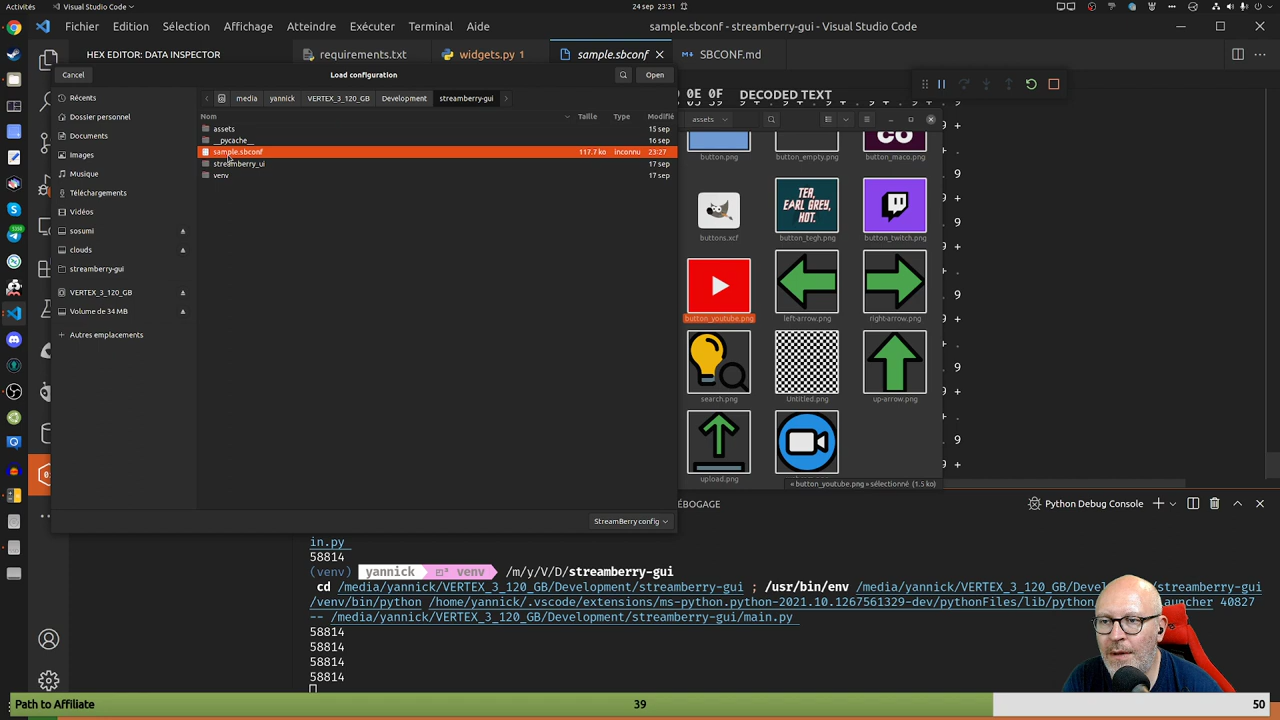 Activités
Visual Studio Code
24 sep 23:31
Fichier Edition Sélection Affichage Atteindre Exécuter Terminal Aide
sample.sbconf - streamberry-gui - Visual Studio Code
HEX EDITOR: DATA INSPECTOR
requirements.txt
widgets.py 1
sample.sbconf
SBCONF.md
Cancel
Load configuration
Open
0E 0F DECODED TEXT
Récents
Dossier personnel
Documents
Images
Musique
Téléchargements
Vidéos
sosumi
clouds
streamberry-gui
VERTEX_3_120_GB
Volume de 34 MB
Autres emplacements
media
yannick
VERTEX_3_120_GB
Development
streamberry-gui
Nom Taille Type Modifié
assets 15 sep
__pycache__ 16 sep
sample.sbconf 117.7 ko inconnu 23:27
streamberry_ui 17 sep
venv 17 sep
StreamBerry config
assets
button.png
button_empty.png
button_maco.png
TEA,
EARL GREY,
HOT.
buttons.xcf
button_tegh.png
button_twitch.png
button_youtube.png
left-arrow.png
right-arrow.png
search.png
Untitled.png
up-arrow.png
upload.png
« button_youtube.png » sélectionné (1.5 ko)
9 +
Python Debug Console
in.py
58814
(venv) yannick venv /m/y/V/D/streamberry-gui
cd /media/yannick/VERTEX_3_120_GB/Development/streamberry-gui ; /usr/bin/env /media/yannick/VERTEX_3_120_GB/Development/streamberry-gui
/venv/bin/python /home/yannick/.vscode/extensions/ms-python.python-2021.10.1267561329-dev/pythonFiles/lib/python 40827
-- /media/yannick/VERTEX_3_120_GB/Development/streamberry-gui/main.py
58814
58814
58814
58814
Path to Affiliate
39
50